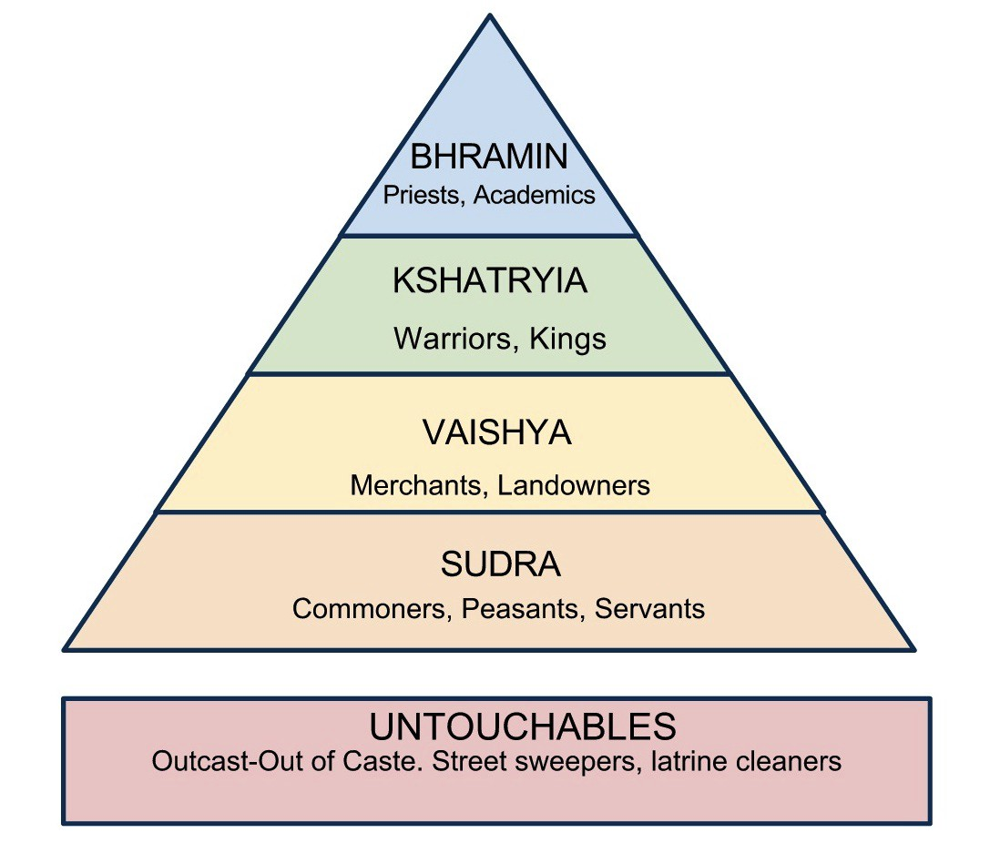 BHRAMIN
Priests, Academics
KSHATRYIA
Warriors, Kings
VAISHYA
Merchants, Landowners
SUDRA
Commoners, Peasants, Servants
UNTOUCHABLES
Outcast-Out of Caste. Street sweepers, latrine cleaners